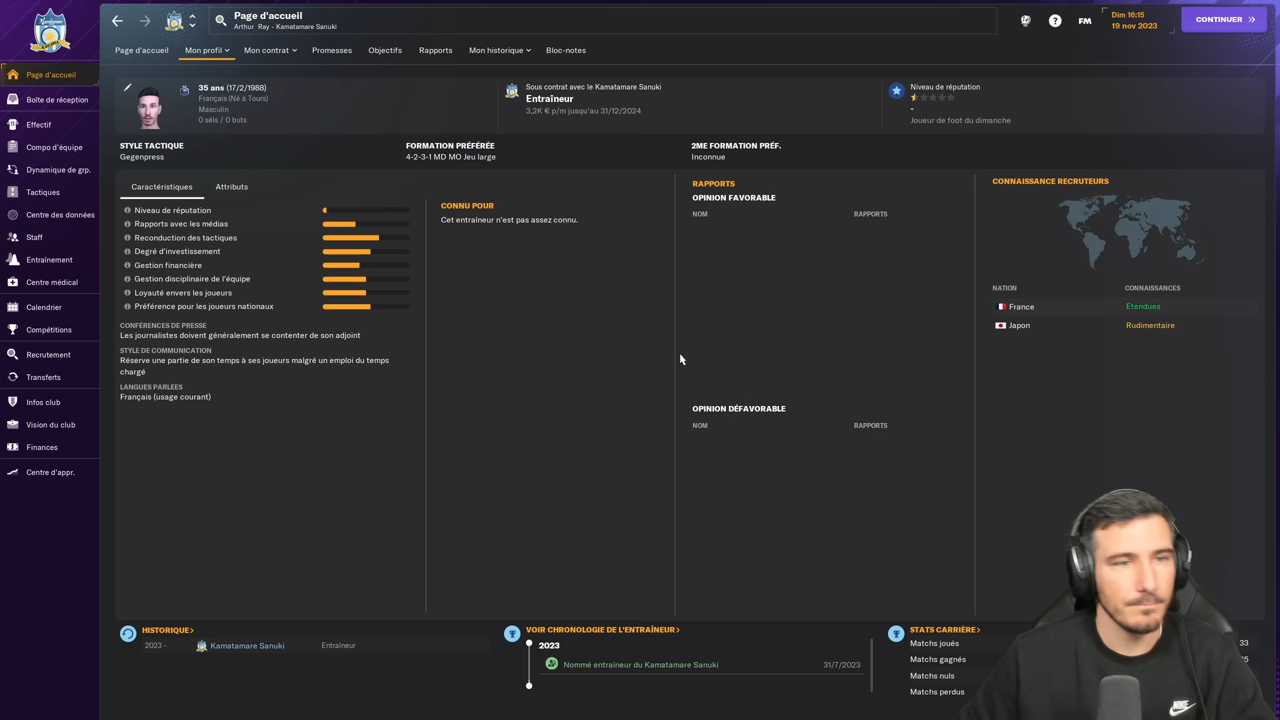 Page d'accueil
Arthur Ray - Kamatamare Sanuki
FM
Dim 16:15
19 nov 2023
CONTINUER
Page d'accueil
Mon profil
Mon contrat
Promesses
Objectifs
Rapports
Mon historique
Bloc-notes
Page d'accueil
Boîte de réception
Effectif
Compo d'équipe
Dynamique de grp.
Tactiques
Centre des données
Staff
Entraînement
Centre médical
Calendrier
Compétitions
Recrutement
Transferts
Infos club
Vision du club
Finances
Centre d'appr.
35 ans (17/2/1988)
Français (Né à Tours)
Masculin
0 séls / 0 buts
Sous contrat avec le Kamatamare Sanuki
Entraîneur
3,2K € p/m jusqu'au 31/12/2024
Niveau de réputation
-
Joueur de foot du dimanche
STYLE TACTIQUE
Gegenpress
FORMATION PRÉFÉRÉE
4-2-3-1 MD MO Jeu large
2ME FORMATION PRÉF.
Inconnue
Caractéristiques
Attributs
Niveau de réputation
Rapports avec les médias
Reconduction des tactiques
Degré d'investissement
Gestion financière
Gestion disciplinaire de l'équipe
Loyauté envers les joueurs
Préférence pour les joueurs nationaux
CONFÉRENCES DE PRESSE
Les journalistes doivent généralement se contenter de son adjoint
STYLE DE COMMUNICATION
Réserve une partie de son temps à ses joueurs malgré un emploi du temps
chargé
LANGUES PARLÉES
Français (usage courant)
CONNU POUR
Cet entraîneur n'est pas assez connu.
RAPPORTS
OPINION FAVORABLE
NOM RAPPORTS
OPINION DÉFAVORABLE
NOM RAPPORTS
CONNAISSANCE RECRUTEURS
NATION CONNAISSANCES
France Étendues
Japon Rudimentaire
HISTORIQUE
2023 - Kamatamare Sanuki Entraîneur
VOIR CHRONOLOGIE DE L'ENTRAÎNEUR
2023
Nommé entraîneur du Kamatamare Sanuki 31/7/2023
STATS CARRIÈRE
Matchs joués 33
Matchs gagnés
Matchs nuls
Matchs perdus
NIKE